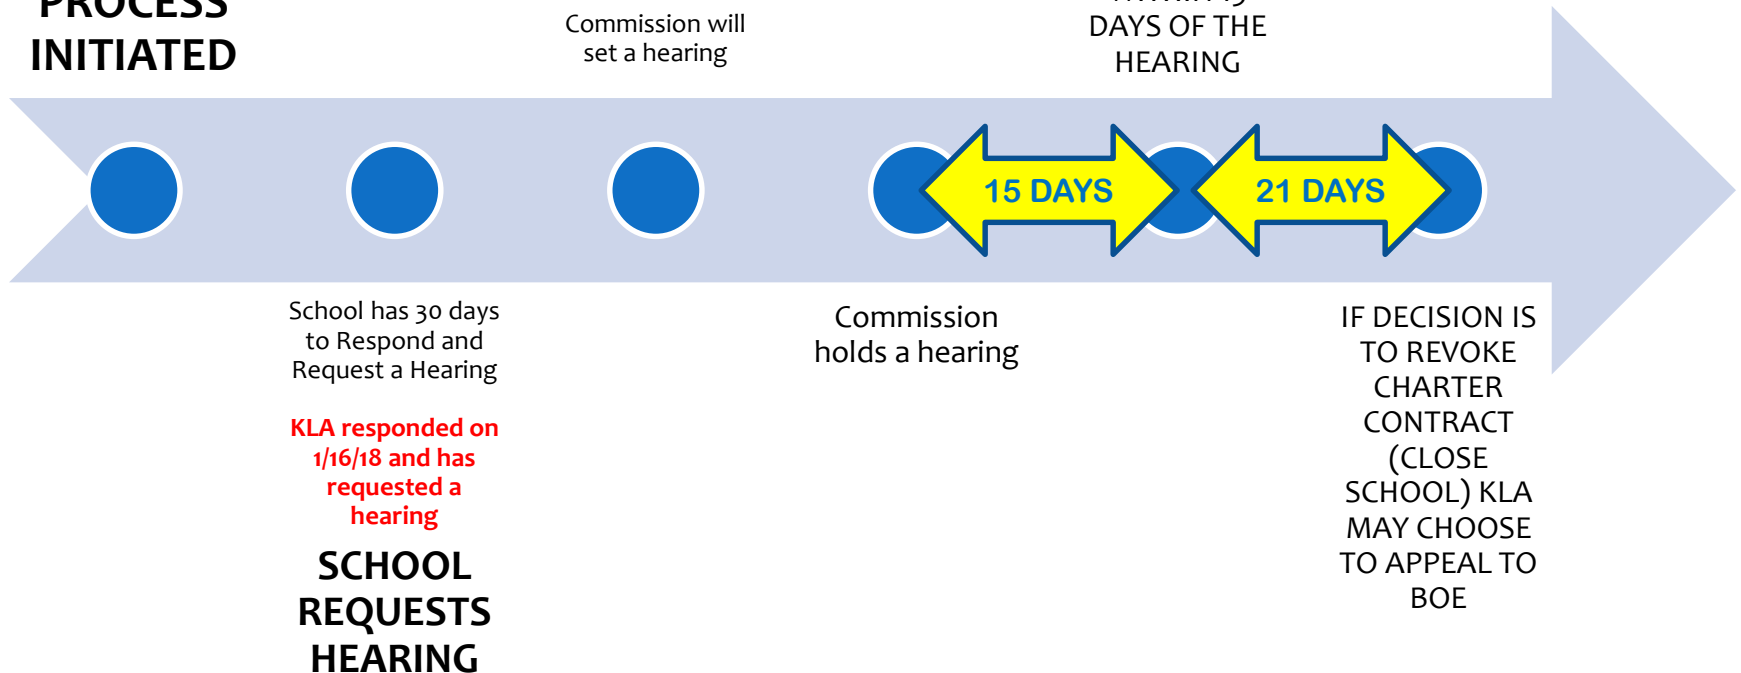 PROCESS
INITIATED
Commission will
set a hearing
DAYS OF THE
HEARING
15 DAYS
21 DAYS
School has 30 days
to Respond and
Request a Hearing
KLA responded on
1/16/18 and has
requested a
hearing
SCHOOL
REQUESTS
HEARING
Commission
holds a hearing
IF DECISION IS
TO REVOKE
CHARTER
CONTRACT
(CLOSE
SCHOOL) KLA
MAY CHOOSE
TO APPEAL TO
BOE